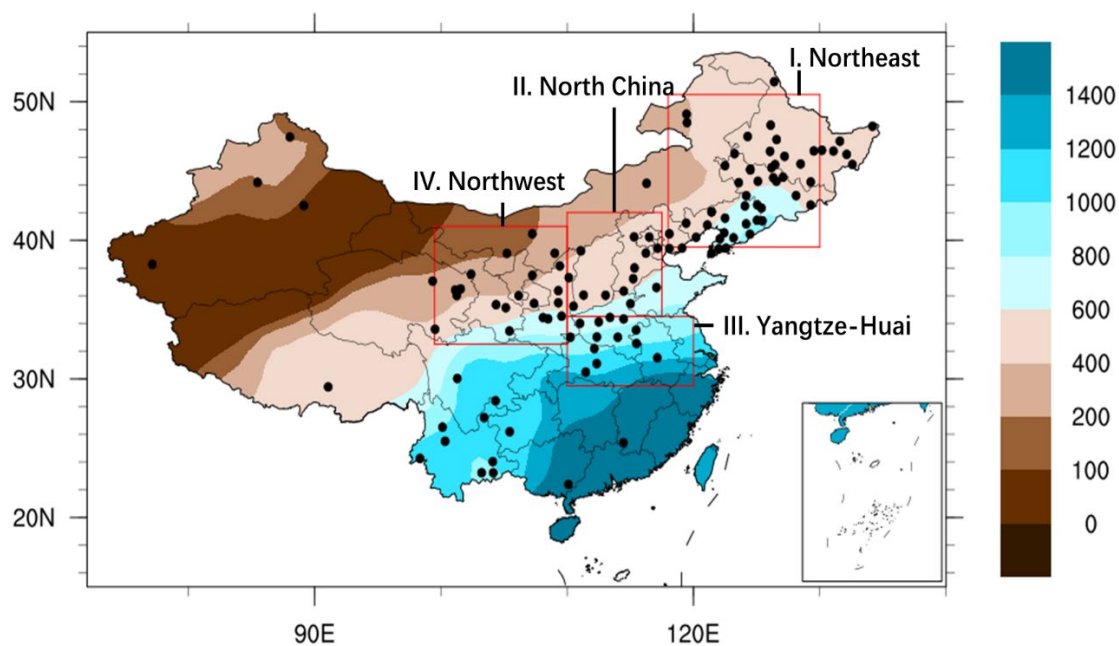 I. Northeast
II. North China
IV. Northwest
III. Yangtze-Huai
50N
40N
30N
20N
90E
120E
1400
1200
1000
800
600
400
200
100
0